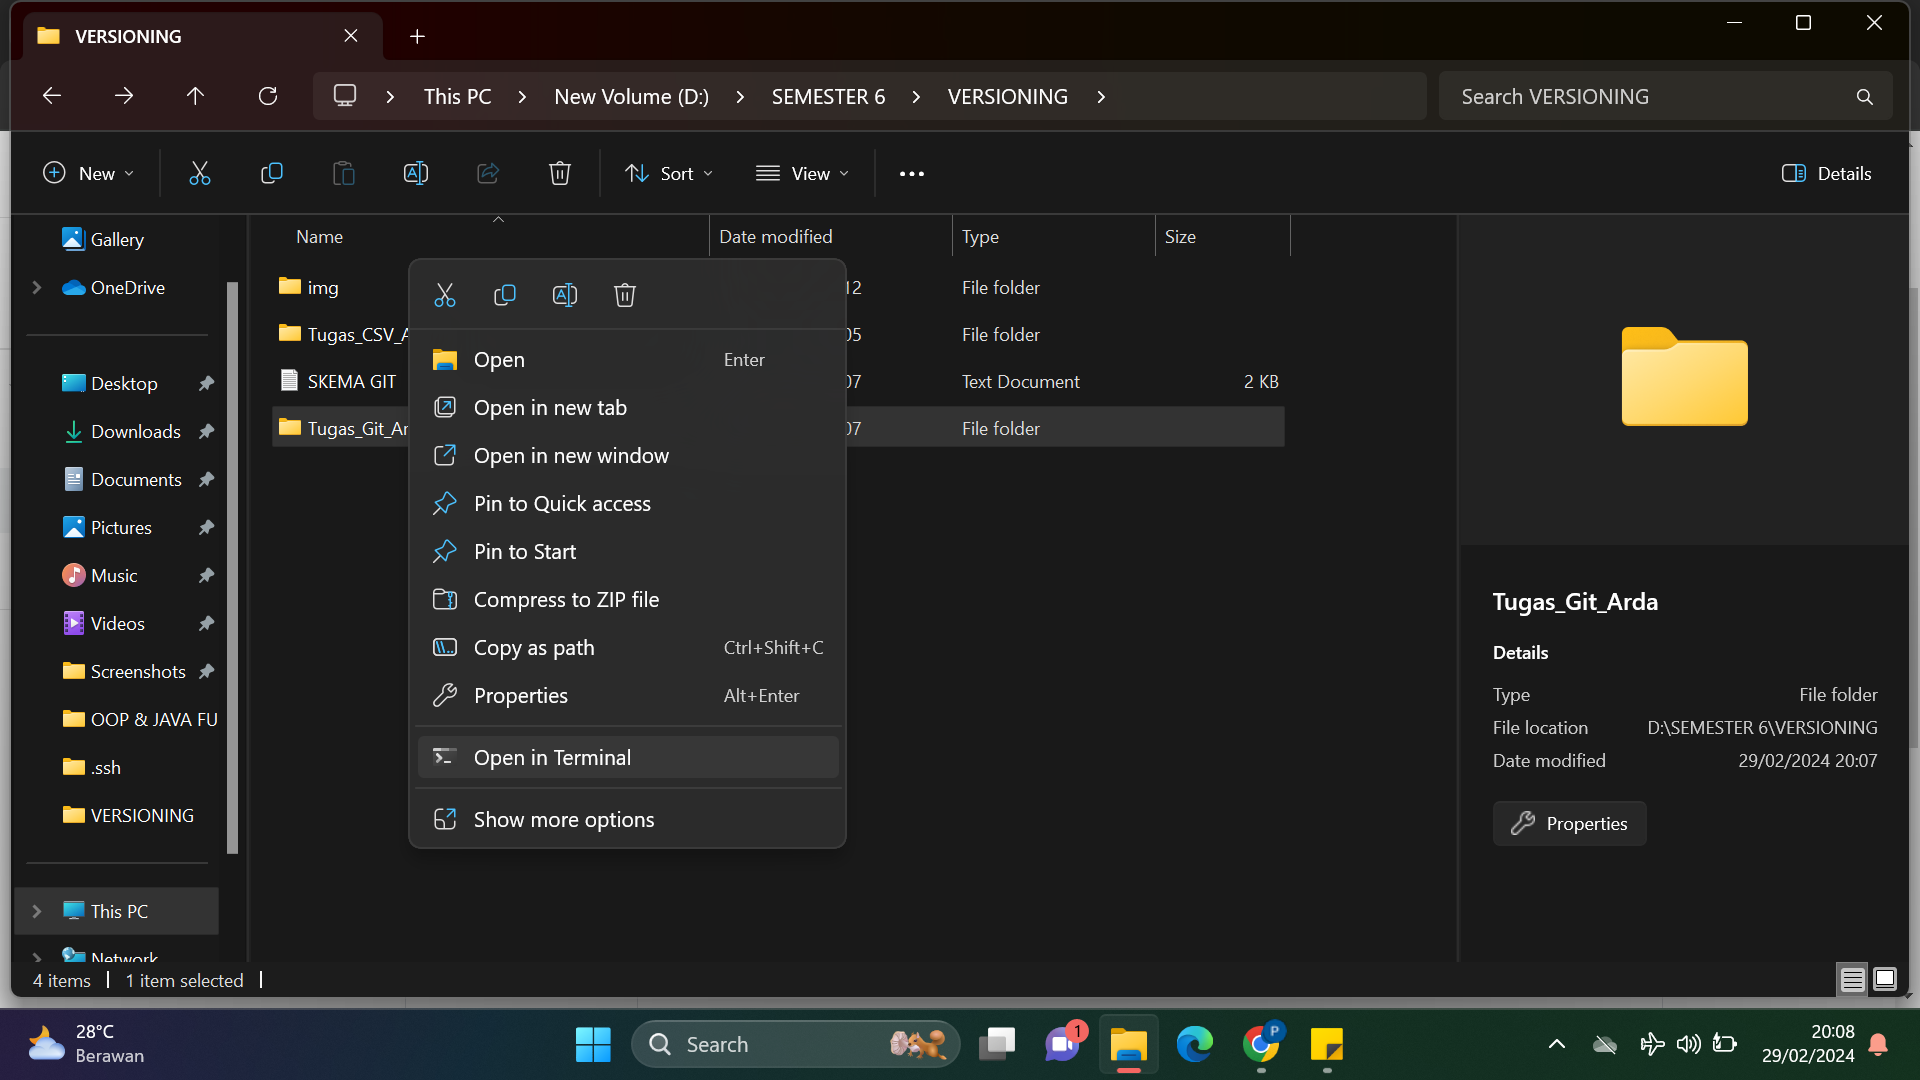 VERSIONING
This PC
New Volume (D:)
SEMESTER 6
VERSIONING
Search VERSIONING
New
Sort
View
Details
Gallery
OneDrive
Desktop
Downloads
Documents
Pictures
Music
Videos
Screenshots
OOP & JAVA FU
.ssh
VERSIONING
This PC
Network
Name
Date modified
Type
Size
img
12
File folder
Tugas_CSV_A
05
File folder
SKEMA GIT
07
Text Document
2 KB
Tugas_Git_Ar
07
File folder
Open
Enter
Open in new tab
Open in new window
Pin to Quick access
Pin to Start
Compress to ZIP file
Copy as path
Ctrl+Shift+C
Properties
Alt+Enter
Open in Terminal
Show more options
Tugas_Git_Arda
Details
Type
File folder
File location
D:\SEMESTER 6\VERSIONING
Date modified
29/02/2024 20:07
Properties
4 items
1 item selected
28°C
Berawan
Search
1
P
20:08
29/02/2024